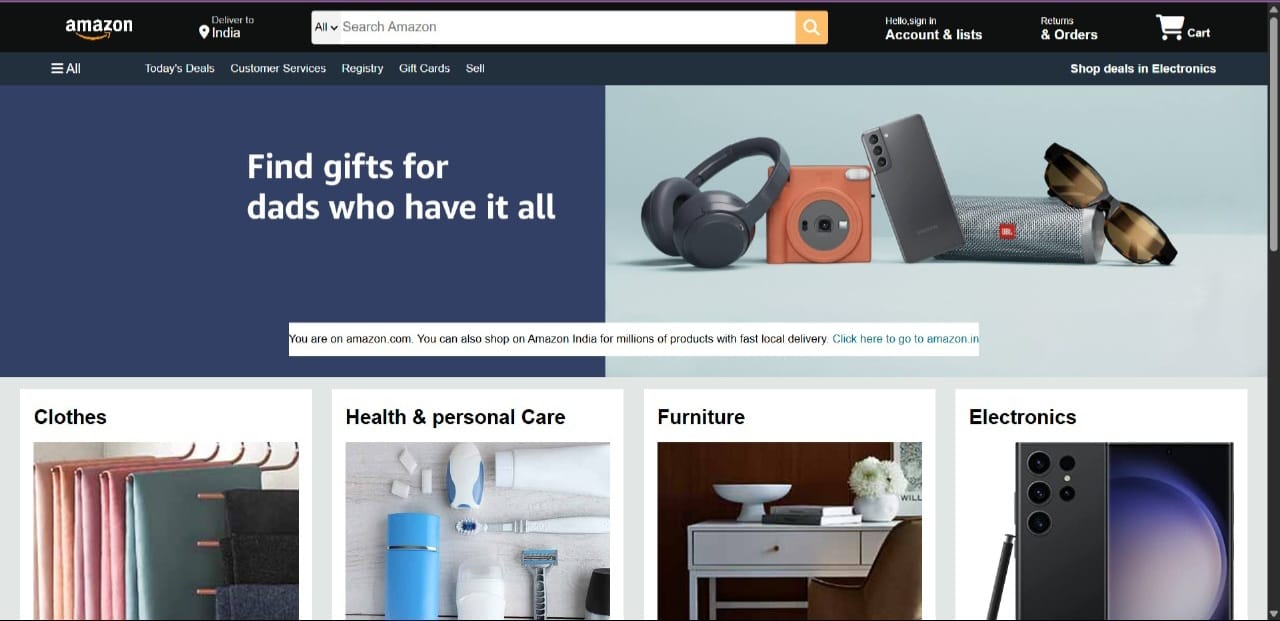 amazon
Deliver to
India
All
Search Amazon
Hello,sign in
Account & lists
Returns
& Orders
Cart
All
Today's Deals
Customer Services
Registry
Gift Cards
Sell
Shop deals in Electronics
Find gifts for
dads who have it all
JBL
SAMSUNG
You are on amazon.com. You can also shop on Amazon India for millions of products with fast local delivery. Click here to go to amazon.in
Clothes
Health & personal Care
Furniture
Electronics
WILL